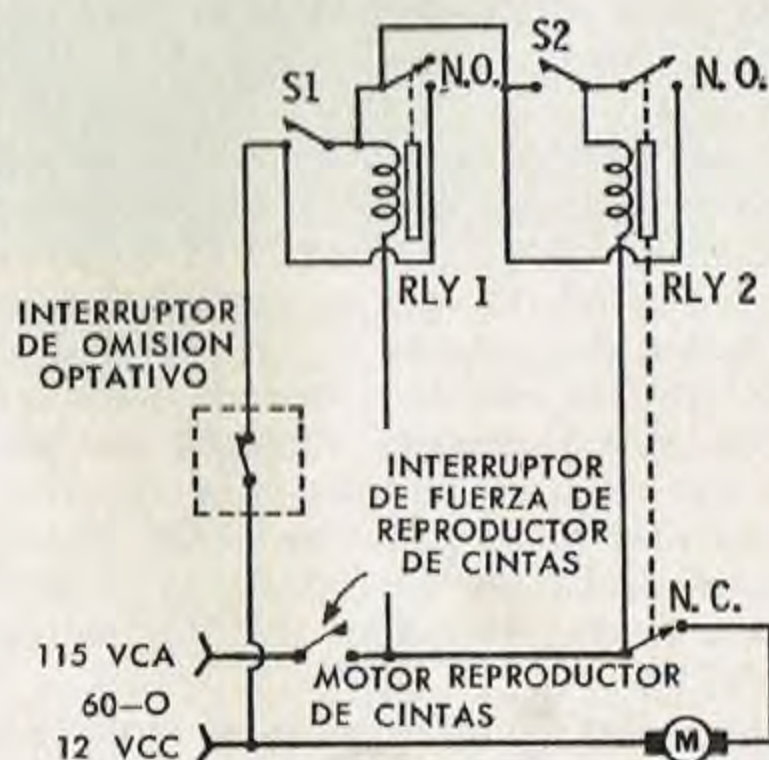 S1
N.O.
S2
N. O.
RLY 1
RLY 2
INTERRUPTOR
DE OMISION
OPTATIVO
INTERRUPTOR
DE FUERZA DE
REPRODUCTOR
DE CINTAS
N. C.
115 VCA
60—O
12 VCC
MOTOR REPRODUCTOR
DE CINTAS
M